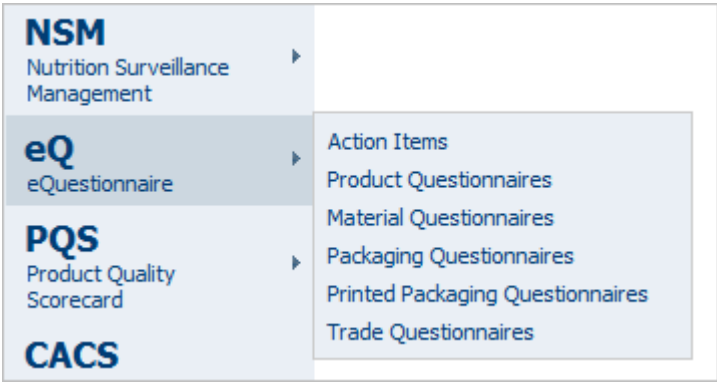 NSM
Nutrition Surveillance
Management
eQ
eQuestionnaire
PQS
Product Quality
Scorecard
CACS
Action Items
Product Questionnaires
Material Questionnaires
Packaging Questionnaires
Printed Packaging Questionnaires
Trade Questionnaires